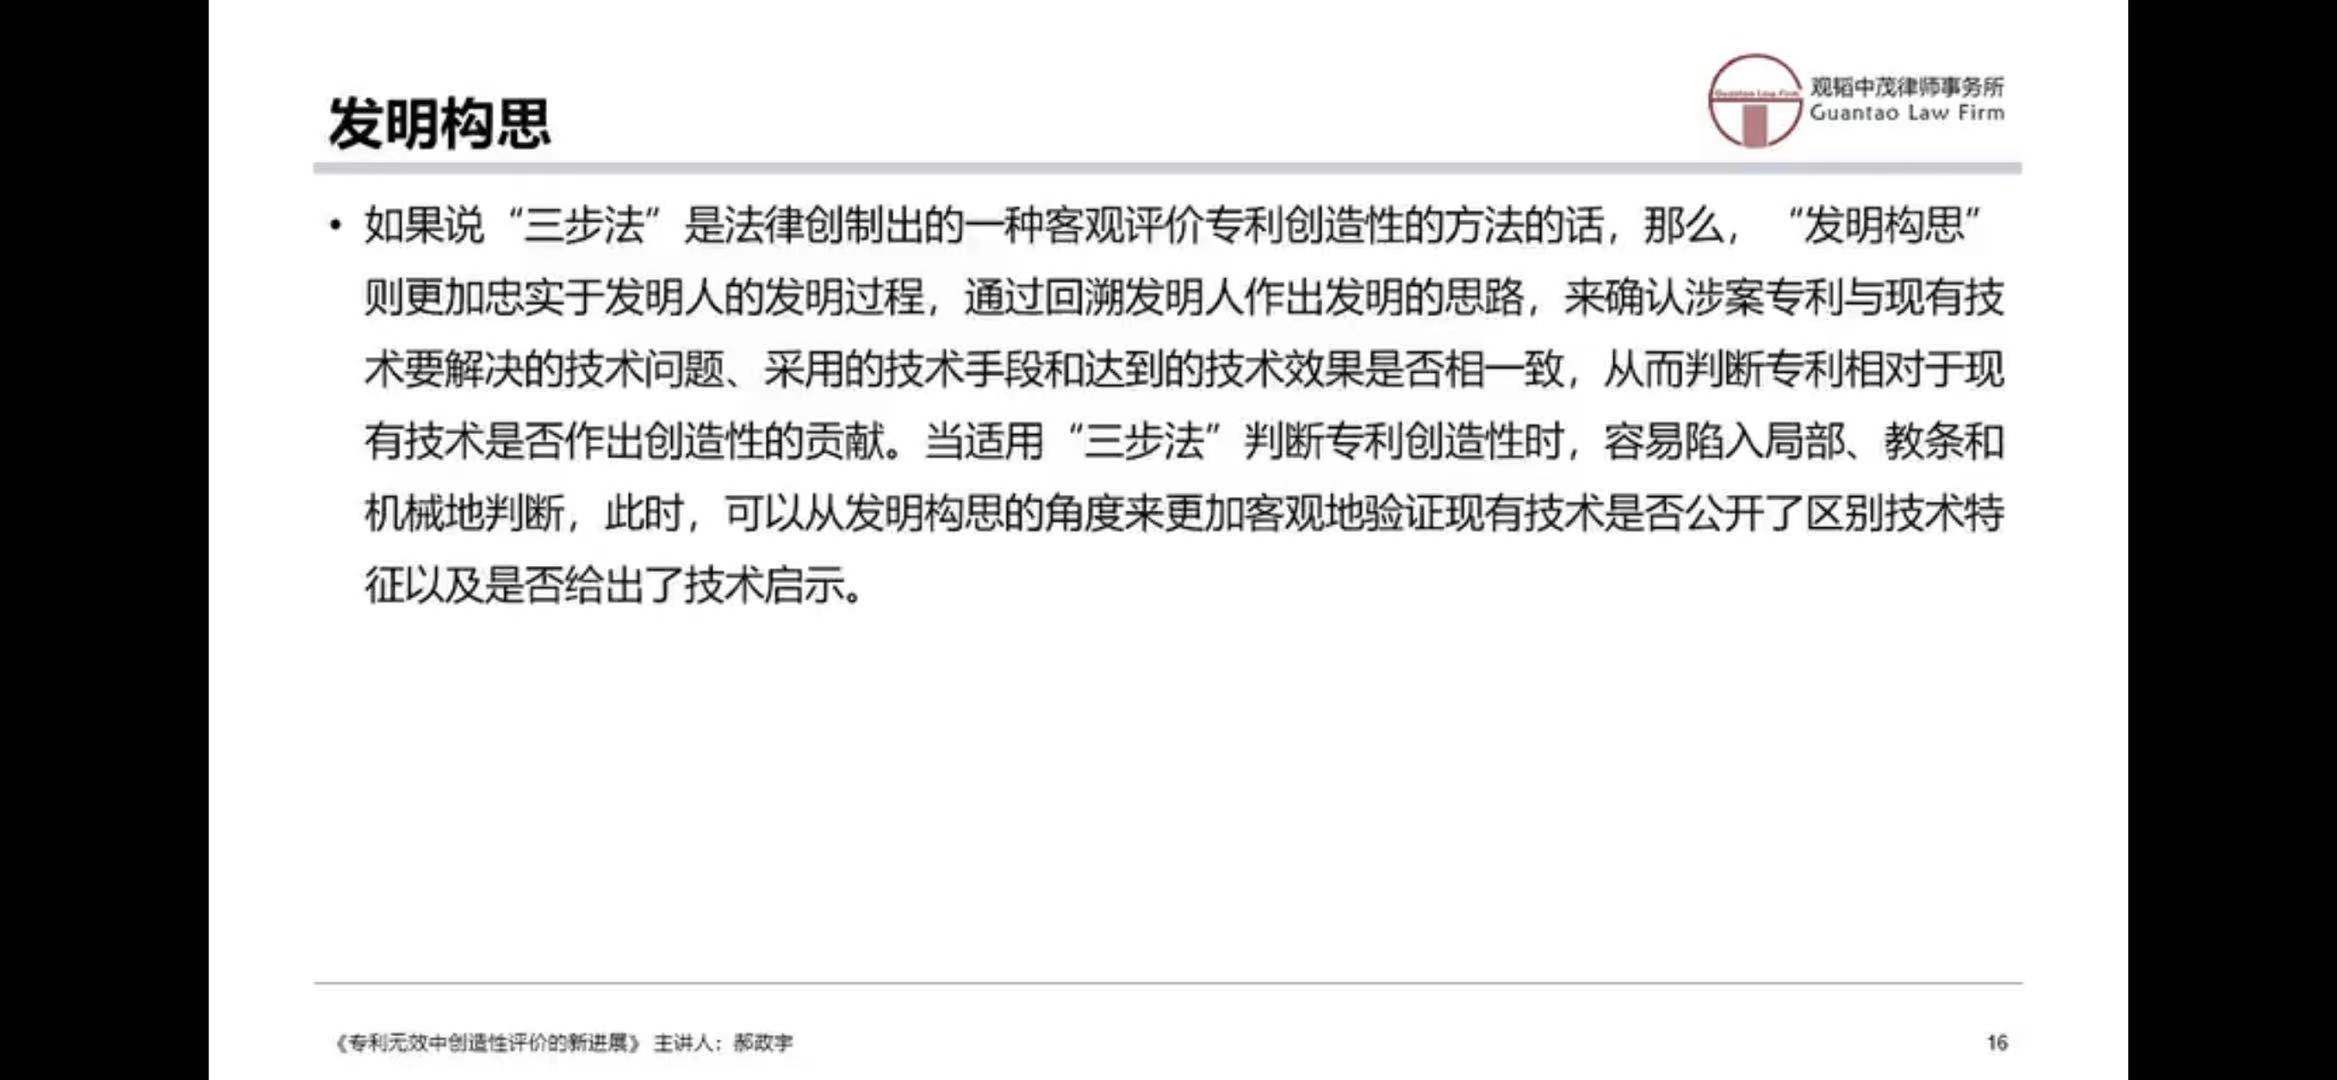 发明构思
Guantao Law Firm
观韬中茂律师事务所
Guantao Law Firm
• 如果说“三步法”是法律创制出的一种客观评价专利创造性的方法的话，那么，“发明构思”
则更加忠实于发明人的发明过程，通过回溯发明人作出发明的思路，来确认涉案专利与现有技
术要解决的技术问题、采用的技术手段和达到的技术效果是否相一致，从而判断专利相对于现
有技术是否作出创造性的贡献。当适用“三步法”判断专利创造性时，容易陷入局部、教条和
机械地判断，此时，可以从发明构思的角度来更加客观地验证现有技术是否公开了区别技术特
征以及是否给出了技术启示。
《专利无效中创造性评价的新进展》 主讲人：郝政宇
16